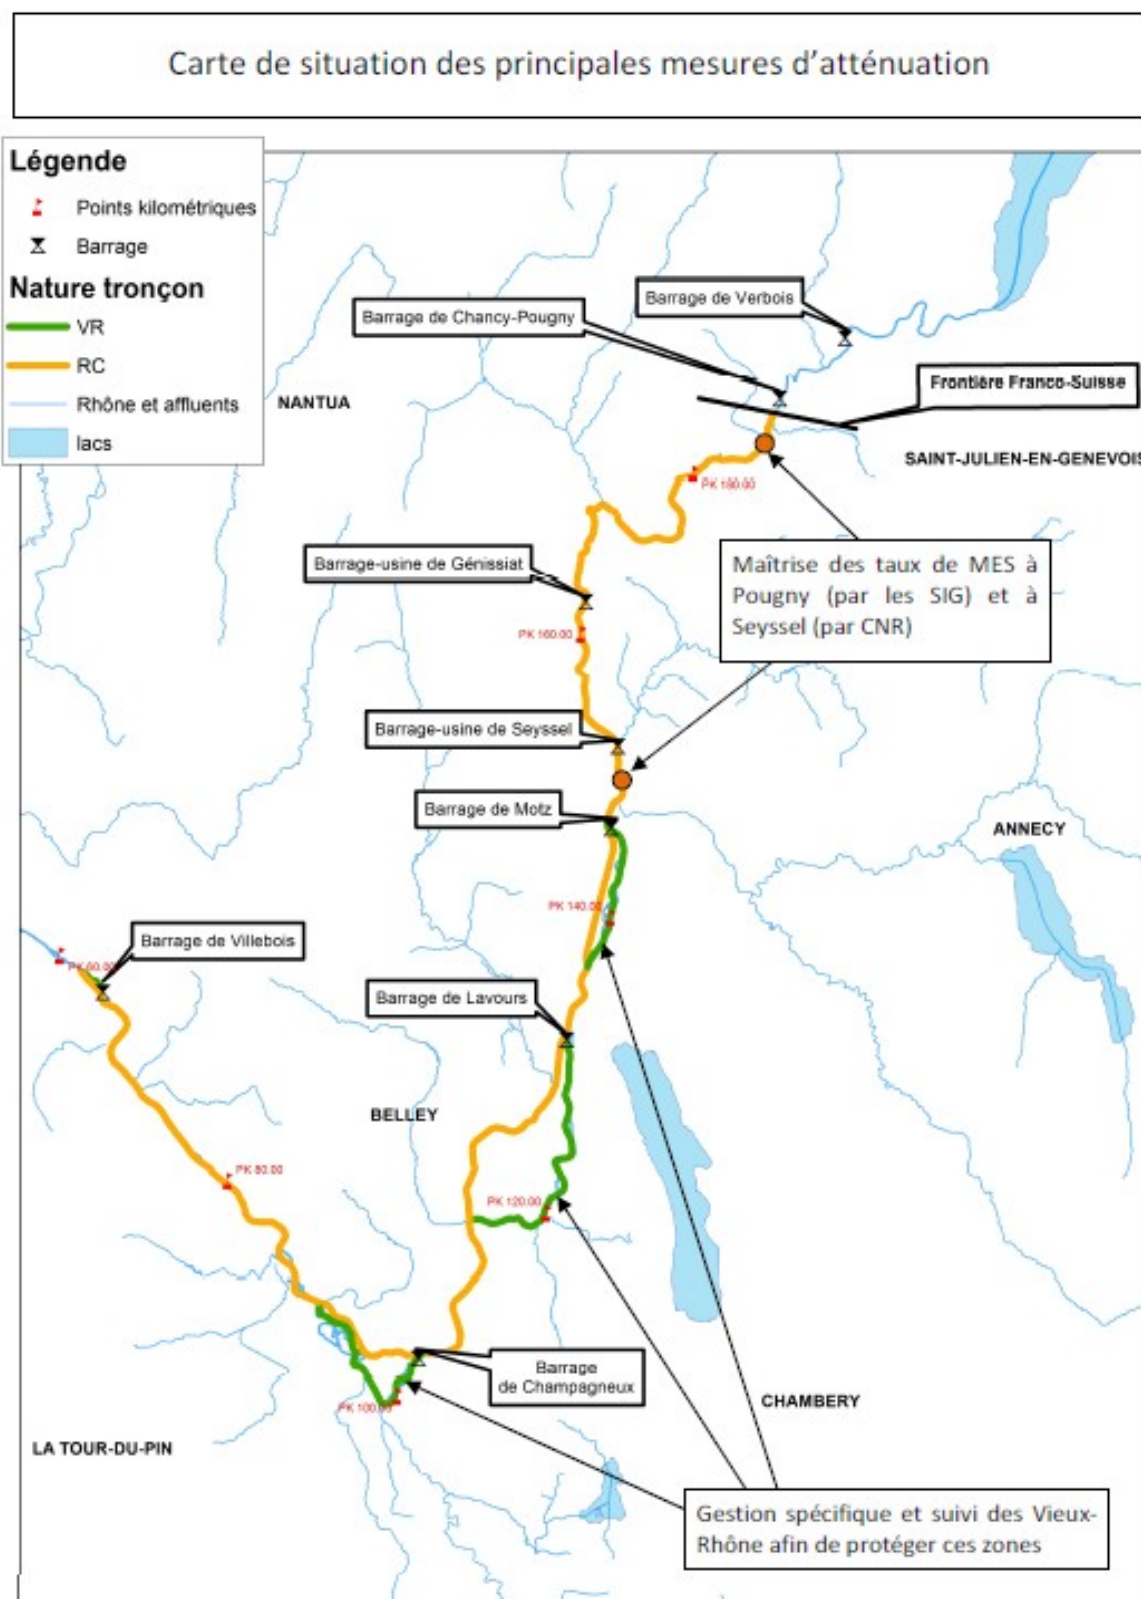 Carte de situation des principales mesures d'atténuation
Légende
Points kilométriques
Barrage
Nature tronçon
VR
RC
Rhône et affluents
lacs
Barrage de Verbois
Barrage de Chancy-Pougny
Frontière Franco-Suisse
NANTUA
SAINT-JULIEN-EN-GENEVOIS
PK 180.00
Barrage-usine de Génissiat
Maîtrise des taux de MES à
Pougny (par les SIG) et à
Seyssel (par CNR)
PK 160.00
Barrage-usine de Seyssel
Barrage de Motz
ANNECY
PK 140.00
Barrage de Villebois
PK 60.00
Barrage de Lavours
BELLEY
PK 80.00
PK 120.00
Barrage
de Champagneux
CHAMBERY
PK 100.00
LA TOUR-DU-PIN
Gestion spécifique et suivi des Vieux-
Rhône afin de protéger ces zones